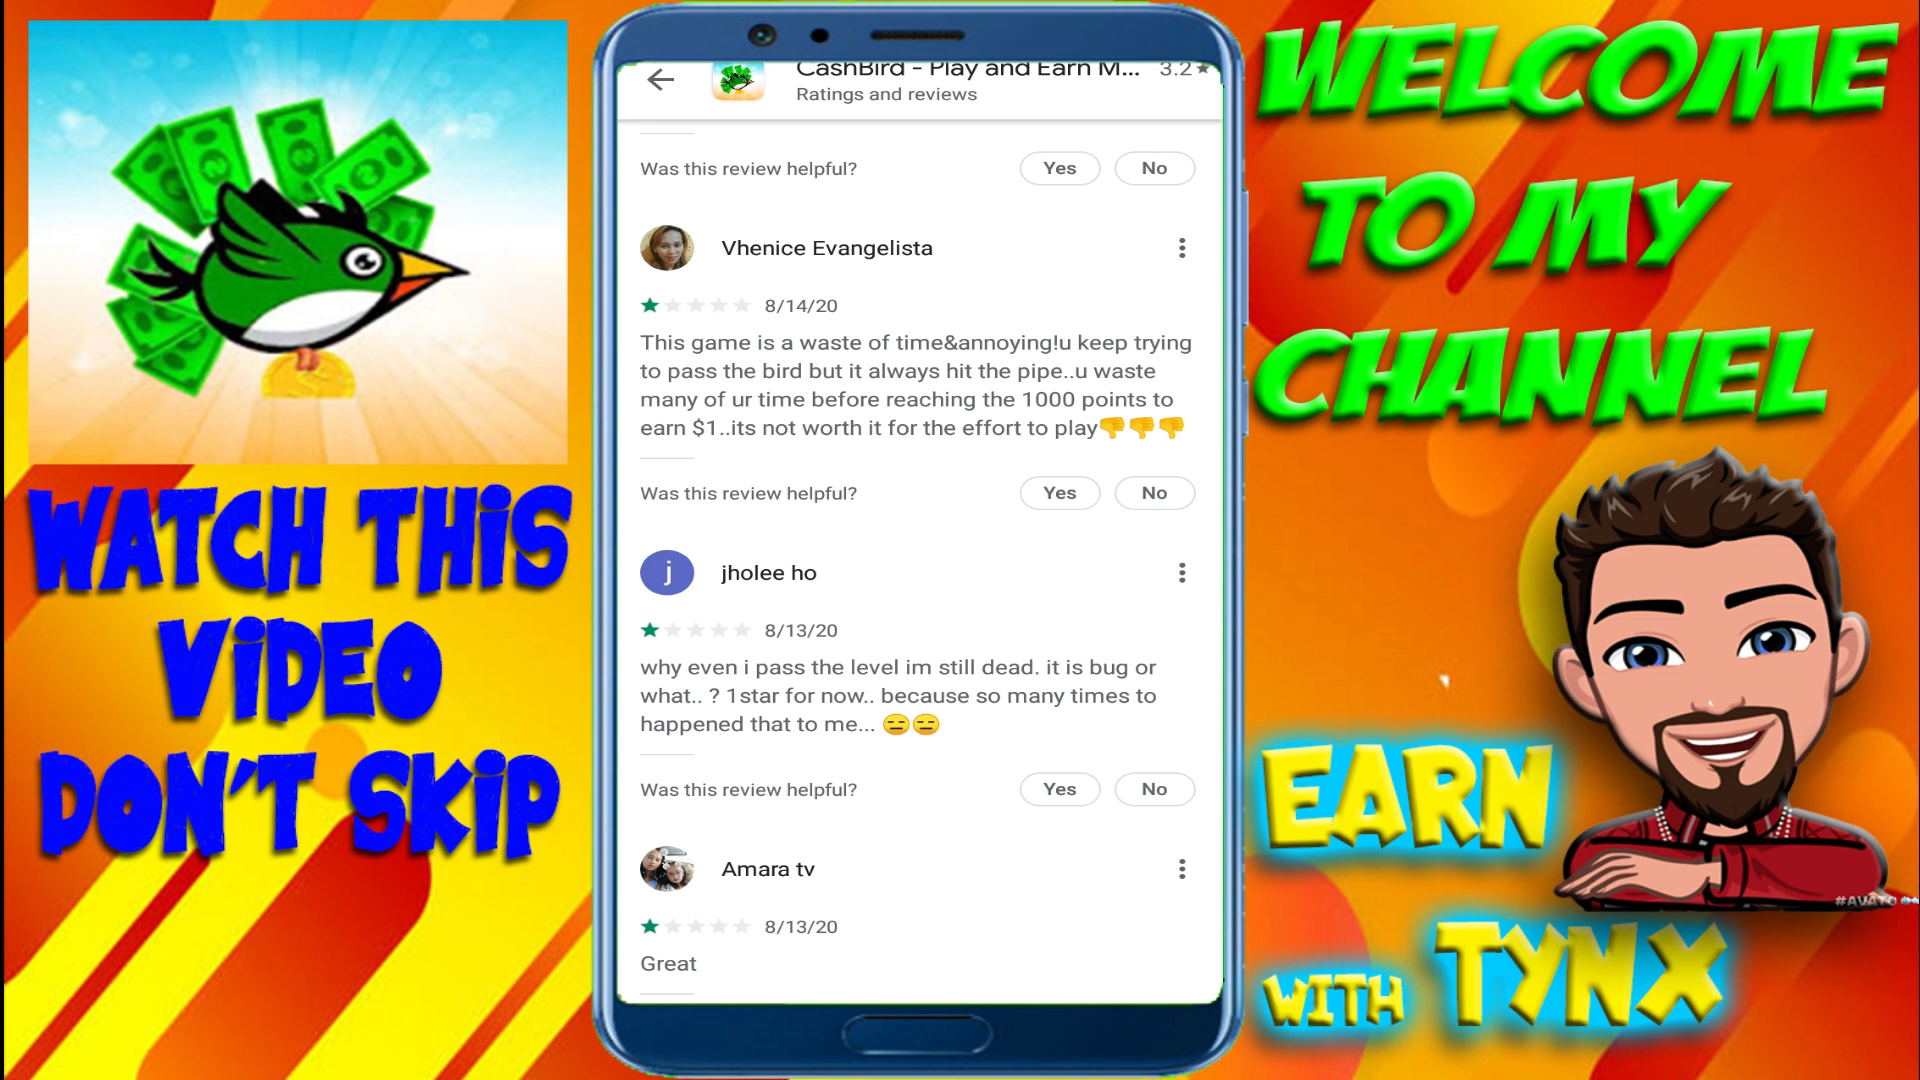 WATCH THiS
ViDEO
DON'T SKiP
CashBird - Play and Earn M... 3.2★
Ratings and reviews
Was this review helpful? Yes No
Vhenice Evangelista
8/14/20
This game is a waste of time&annoying!u keep trying
to pass the bird but it always hit the pipe..u waste
many of ur time before reaching the 1000 points to
earn $1..its not worth it for the effort to play👎👎👎
Was this review helpful? Yes No
j jholee ho
8/13/20
why even i pass the level im still dead. it is bug or
what.. ? 1star for now.. because so many times to
happened that to me... 😑😑
Was this review helpful? Yes No
Amara tv
8/13/20
Great
WELCOME
TO MY
CHANNEL
EARN
WITH TYNX